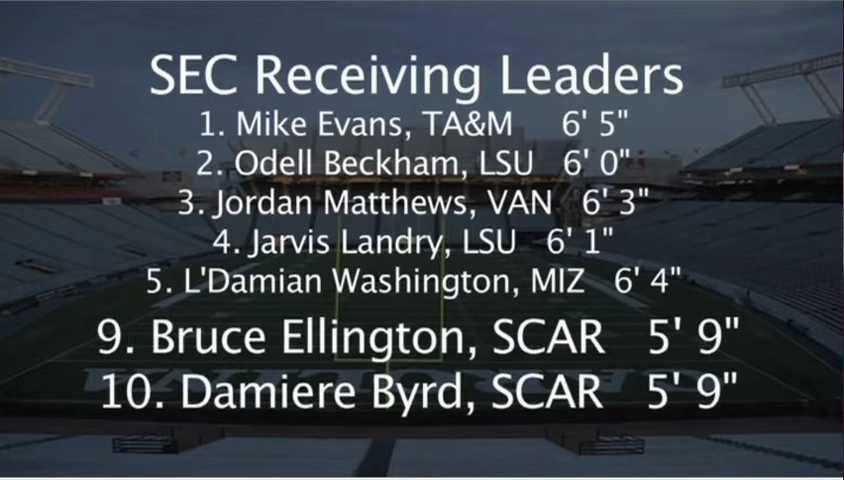 SEC Receiving Leaders
1. Mike Evans, TA&M 6' 5"
2. Odell Beckham, LSU 6' 0"
3. Jordan Matthews, VAN 6' 3"
4. Jarvis Landry, LSU 6' 1"
5. L'Damian Washington, MIZ 6' 4"
9. Bruce Ellington, SCAR 5' 9"
10. Damiere Byrd, SCAR 5' 9"